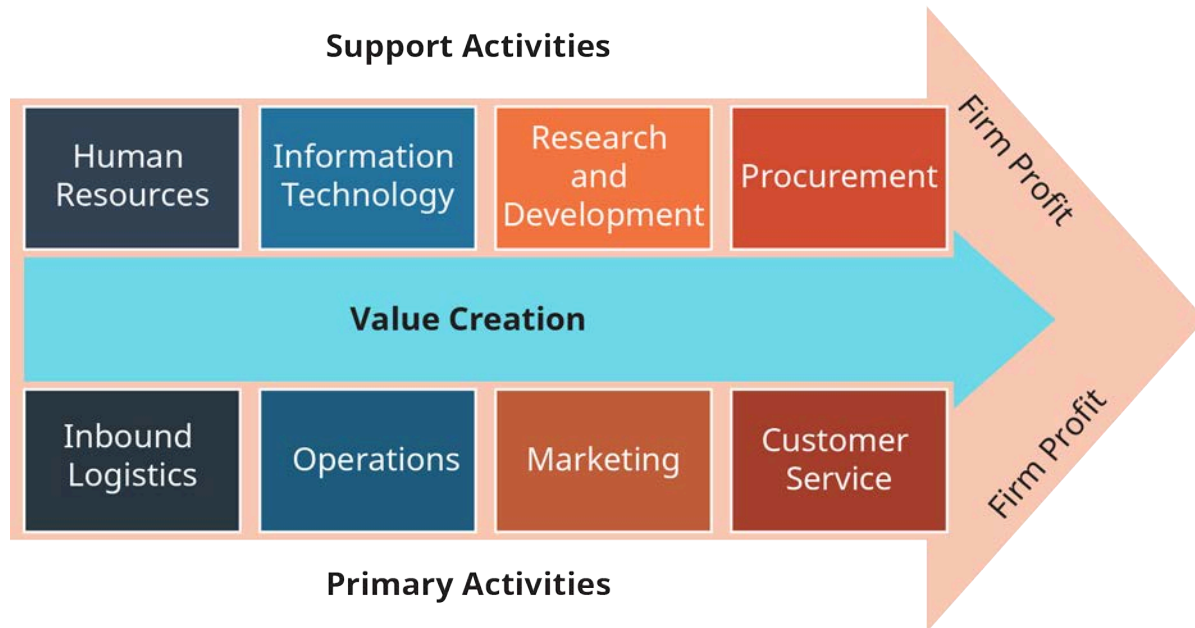 Support Activities
Human
Resources
Information
Technology
Research
and
Development
Procurement
Firm Profit
Value Creation
Inbound
Logistics
Operations
Marketing
Customer
Service
Firm Profit
Primary Activities